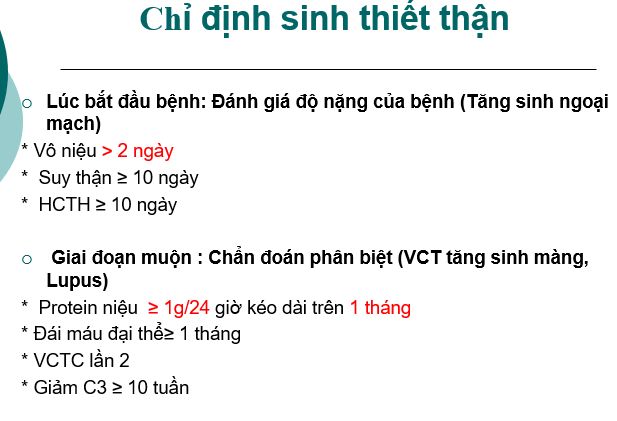 Chỉ định sinh thiết thận
o Lúc bắt đầu bệnh: Đánh giá độ nặng của bệnh (Tăng sinh ngoại
mạch)
* Vô niệu > 2 ngày
* Suy thận ≥ 10 ngày
* HCTH ≥ 10 ngày
o Giai đoạn muộn : Chẩn đoán phân biệt (VCT tăng sinh màng,
Lupus)
* Protein niệu ≥ 1g/24 giờ kéo dài trên 1 tháng
* Đái máu đại thể≥ 1 tháng
* VCTC lần 2
* Giảm C3 ≥ 10 tuần